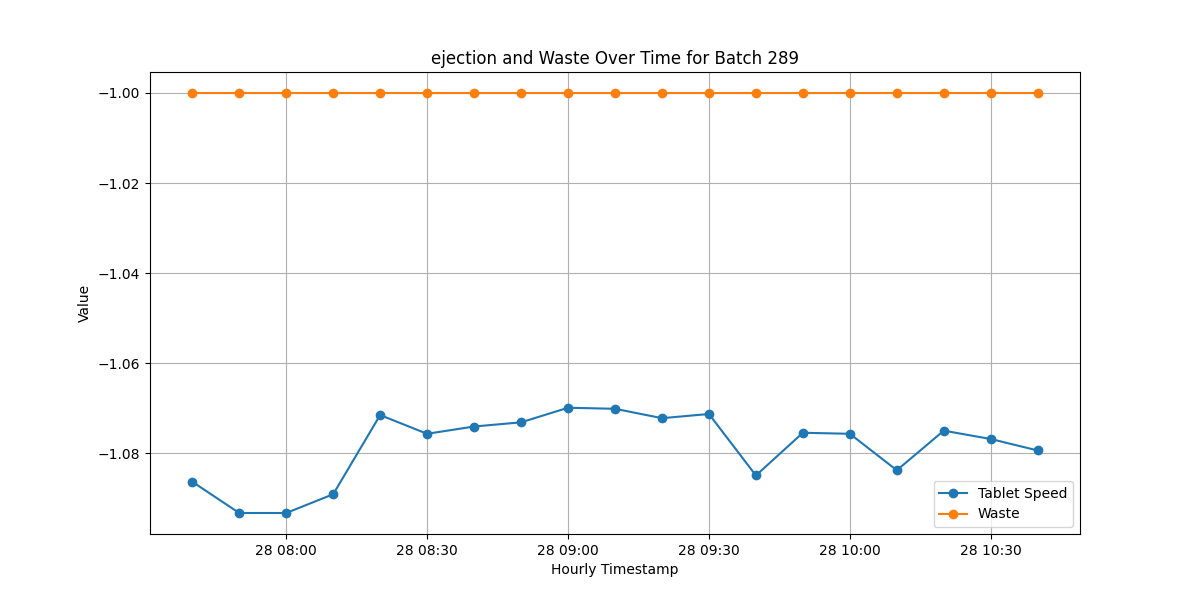 ejection and Waste Over Time for Batch 289
−1.00
−1.02
−1.04
−1.06
−1.08
Value
28 08:00
28 08:30
28 09:00
28 09:30
28 10:00
28 10:30
Hourly Timestamp
Tablet Speed
Waste